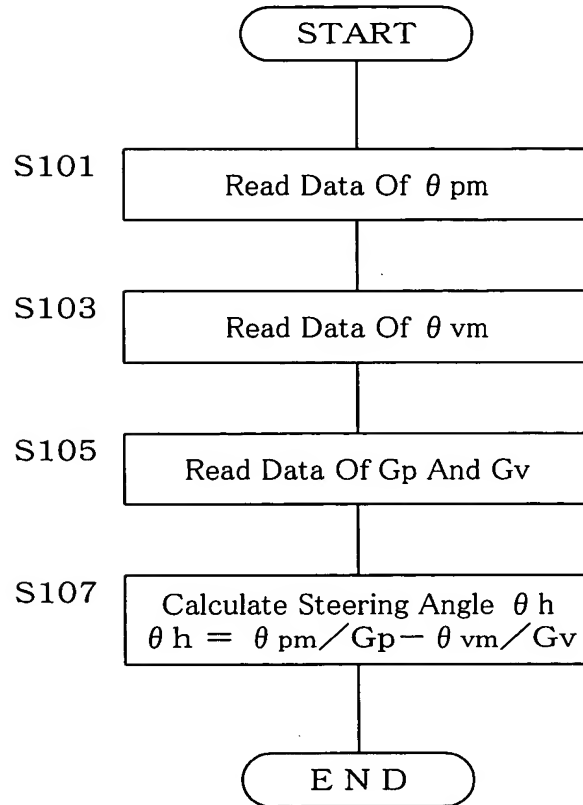 START
S101
Read Data Of θ pm
S103
Read Data Of θ vm
S105
Read Data Of Gp And Gv
S107
Calculate Steering Angle θ h
θ h = θ pm／Gp− θ vm／Gv
E N D